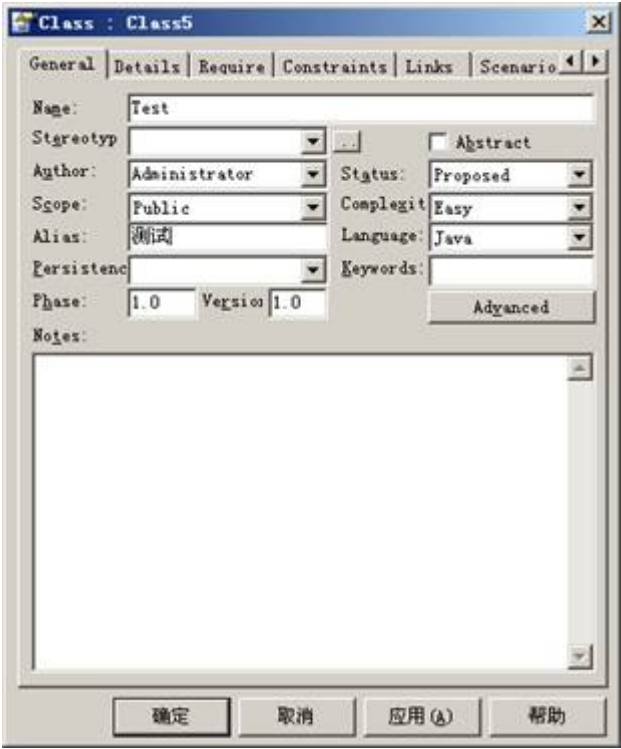 Class : Class5
General Details Require Constraints Links Scenario
Name: Test
Stereotyp .. Abstract
Author: Administrator Status: Proposed
Scope: Public Complexit Easy
Alias: 测试 Language: Java
Persistenc Keywords:
Phase: 1.0 Version 1.0
Advanced
Notes:
确定 取消 应用(A) 帮助